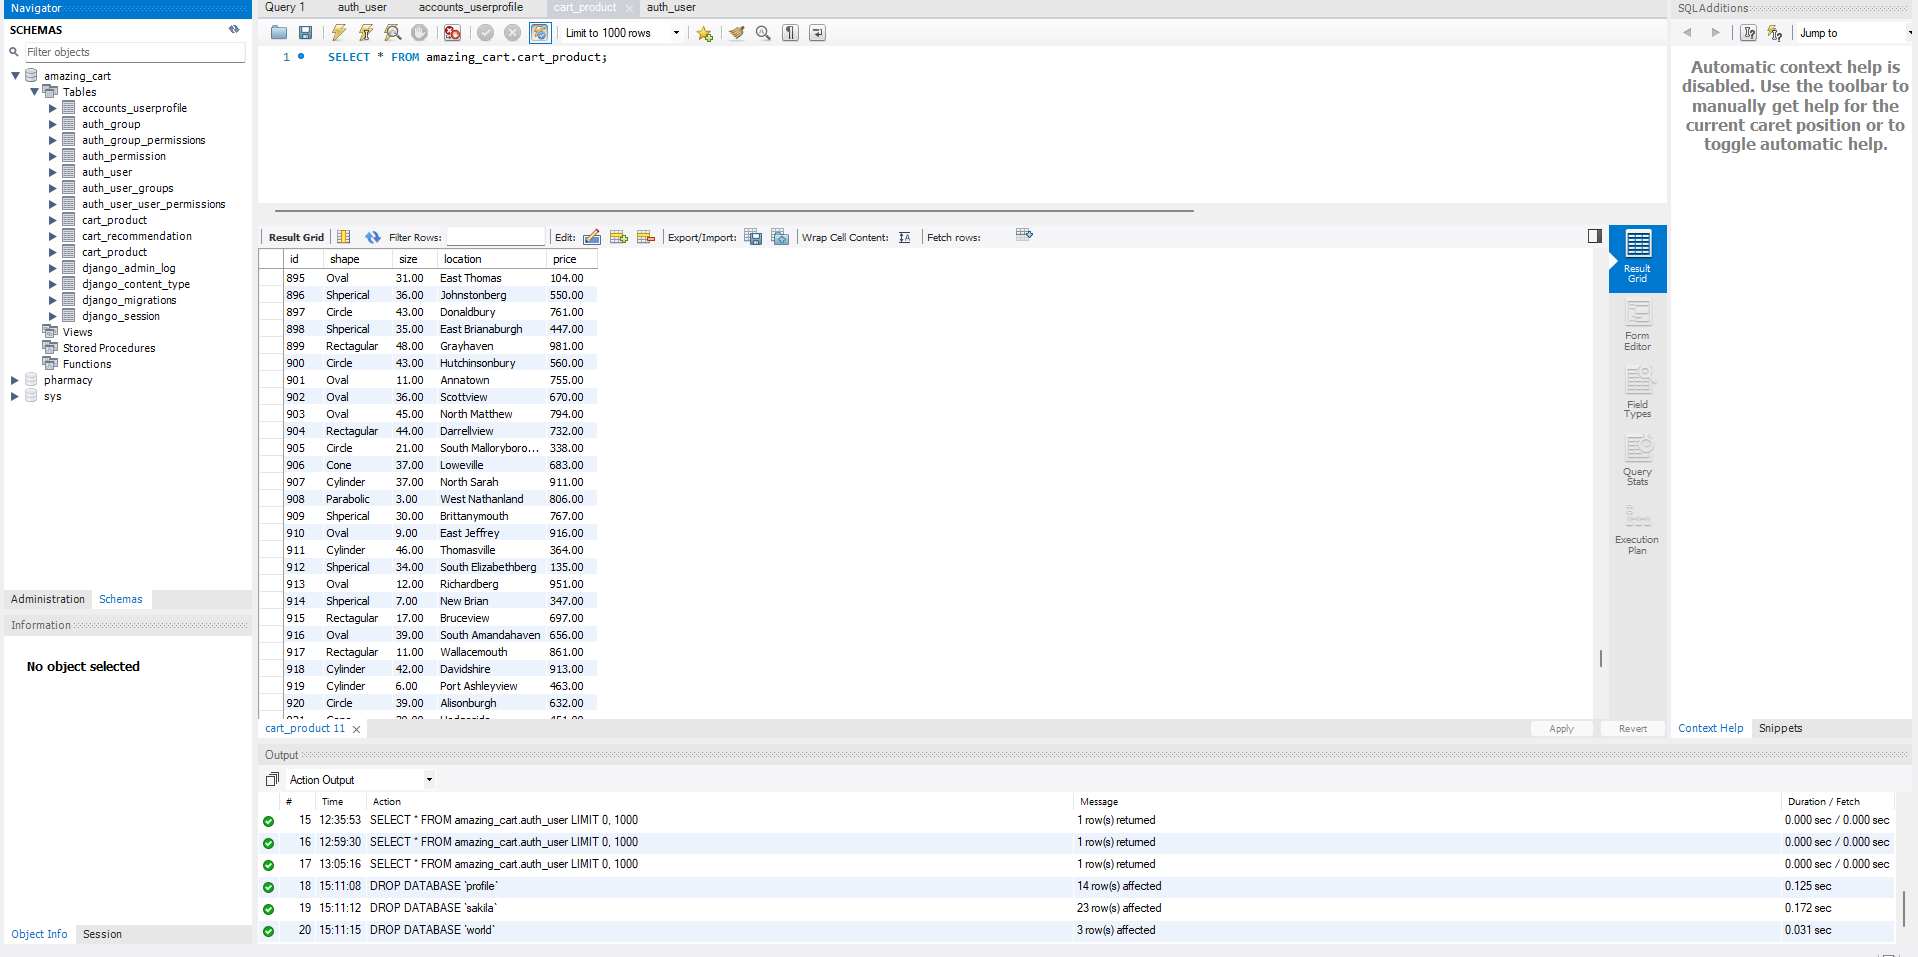 Navigator
SCHEMAS
Filter objects
amazing_cart
Tables
accounts_userprofile
auth_group
auth_group_permissions
auth_permission
auth_user
auth_user_groups
auth_user_user_permissions
cart_product
cart_recommendation
cart_product
django_admin_log
django_content_type
django_migrations
django_session
Views
Stored Procedures
Functions
pharmacy
sys
Administration Schemas
Information
No object selected
Object Info Session
Query 1 auth_user accounts_userprofile cart_product auth_user
Limit to 1000 rows
1 SELECT * FROM amazing_cart.cart_product;
Result Grid Filter Rows: Edit: Export/Import: Wrap Cell Content: Fetch rows:
id shape size location price
895 Oval 31.00 East Thomas 104.00
896 Shperical 36.00 Johnstonberg 550.00
897 Circle 43.00 Donaldbury 761.00
898 Shperical 35.00 East Brianaburgh 447.00
899 Rectagular 48.00 Grayhaven 981.00
900 Circle 43.00 Hutchinsonbury 560.00
901 Oval 11.00 Annatown 755.00
902 Oval 36.00 Scottview 670.00
903 Oval 45.00 North Matthew 794.00
904 Rectagular 44.00 Darrellview 732.00
905 Circle 21.00 South Malloryboro... 338.00
906 Cone 37.00 Loweville 683.00
907 Cylinder 37.00 North Sarah 911.00
908 Parabolic 3.00 West Nathanland 806.00
909 Shperical 30.00 Brittanymouth 767.00
910 Oval 9.00 East Jeffrey 916.00
911 Cylinder 46.00 Thomasville 364.00
912 Shperical 34.00 South Elizabethberg 135.00
913 Oval 12.00 Richardberg 951.00
914 Shperical 7.00 New Brian 347.00
915 Rectagular 17.00 Bruceview 697.00
916 Oval 39.00 South Amandahaven 656.00
917 Rectagular 11.00 Wallacemouth 861.00
918 Cylinder 42.00 Davidshire 913.00
919 Cylinder 6.00 Port Ashleyview 463.00
920 Circle 39.00 Alisonburgh 632.00
Result
Grid
Form
Editor
Field
Types
Query
Stats
Execution
Plan
cart_product 11
Apply Revert
SQLAdditions
Jump to
Automatic context help is
disabled. Use the toolbar to
manually get help for the
current caret position or to
toggle automatic help.
Context Help Snippets
Output
Action Output
# Time Action Message Duration / Fetch
15 12:35:53 SELECT * FROM amazing_cart.auth_user LIMIT 0, 1000 1 row(s) returned 0.000 sec / 0.000 sec
16 12:59:30 SELECT * FROM amazing_cart.auth_user LIMIT 0, 1000 1 row(s) returned 0.000 sec / 0.000 sec
17 13:05:16 SELECT * FROM amazing_cart.auth_user LIMIT 0, 1000 1 row(s) returned 0.000 sec / 0.000 sec
18 15:11:08 DROP DATABASE `profile` 14 row(s) affected 0.125 sec
19 15:11:12 DROP DATABASE `sakila` 23 row(s) affected 0.172 sec
20 15:11:15 DROP DATABASE `world` 3 row(s) affected 0.031 sec